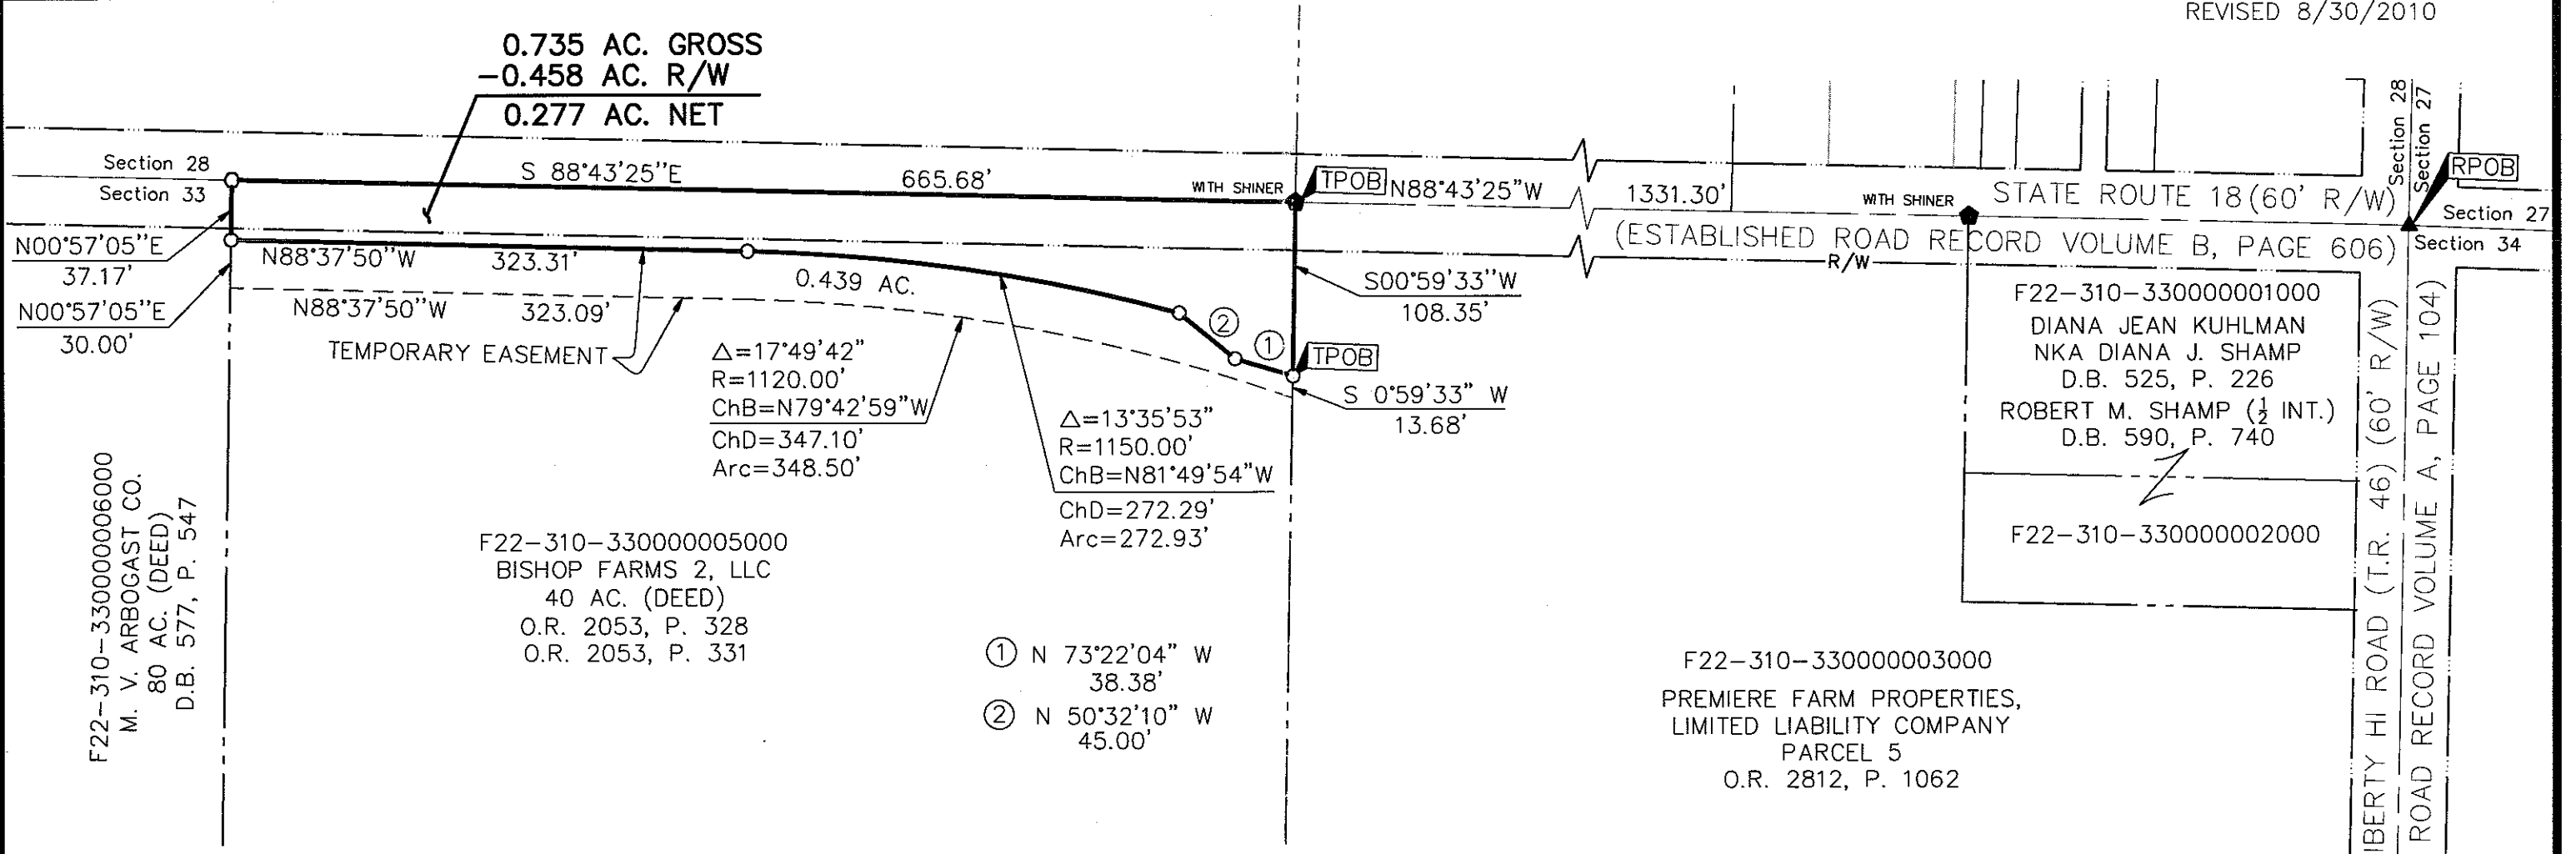 REVISED 8/30/2010
0.735 AC. GROSS
-0.458 AC. R/W
0.277 AC. NET
Section 28
Section 33
S 88°43'25"E 665.68'
WITH SHINER
TPOB
N88°43'25"W 1331.30'
WITH SHINER
STATE ROUTE 18 (60' R/W)
(ESTABLISHED ROAD RECORD VOLUME B, PAGE 606)
R/W
Section 28
Section 27
RPOB
Section 27
Section 34
N00°57'05"E
37.17'
N00°57'05"E
30.00'
N88°37'50"W 323.31'
N88°37'50"W 323.09'
0.439 AC.
TEMPORARY EASEMENT
△=17°49'42"
R=1120.00'
ChB=N79°42'59"W
ChD=347.10'
Arc=348.50'
△=13°35'53"
R=1150.00'
ChB=N81°49'54"W
ChD=272.29'
Arc=272.93'
②
①
TPOB
S00°59'33"W
108.35'
S 0°59'33" W
13.68'
F22-310-330000001000
DIANA JEAN KUHLMAN
NKA DIANA J. SHAMP
D.B. 525, P. 226
ROBERT M. SHAMP (½ INT.)
D.B. 590, P. 740
F22-310-330000002000
F22-310-330000006000
M. V. ARBOGAST CO.
80 AC. (DEED)
D.B. 577, P. 547
F22-310-330000005000
BISHOP FARMS 2, LLC
40 AC. (DEED)
O.R. 2053, P. 328
O.R. 2053, P. 331
① N 73°22'04" W
38.38'
② N 50°32'10" W
45.00'
F22-310-330000003000
PREMIERE FARM PROPERTIES,
LIMITED LIABILITY COMPANY
PARCEL 5
O.R. 2812, P. 1062
IBERTY HI ROAD (T.R. 46) (60' R/W)
ROAD RECORD VOLUME A, PAGE 104)